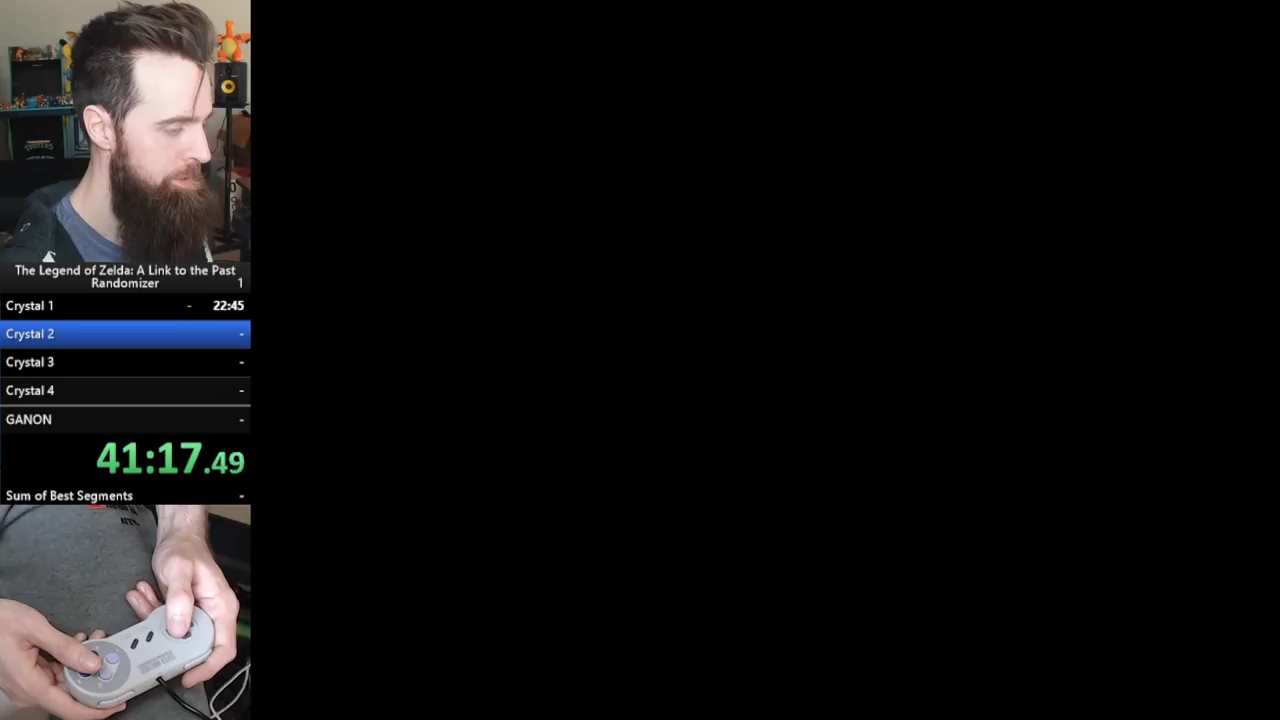 The Legend of Zelda: A Link to the Past
Randomizer 1
Crystal 1 - 22:45
Crystal 2 -
Crystal 3 -
Crystal 4 -
GANON -
41:17.49
Sum of Best Segments -